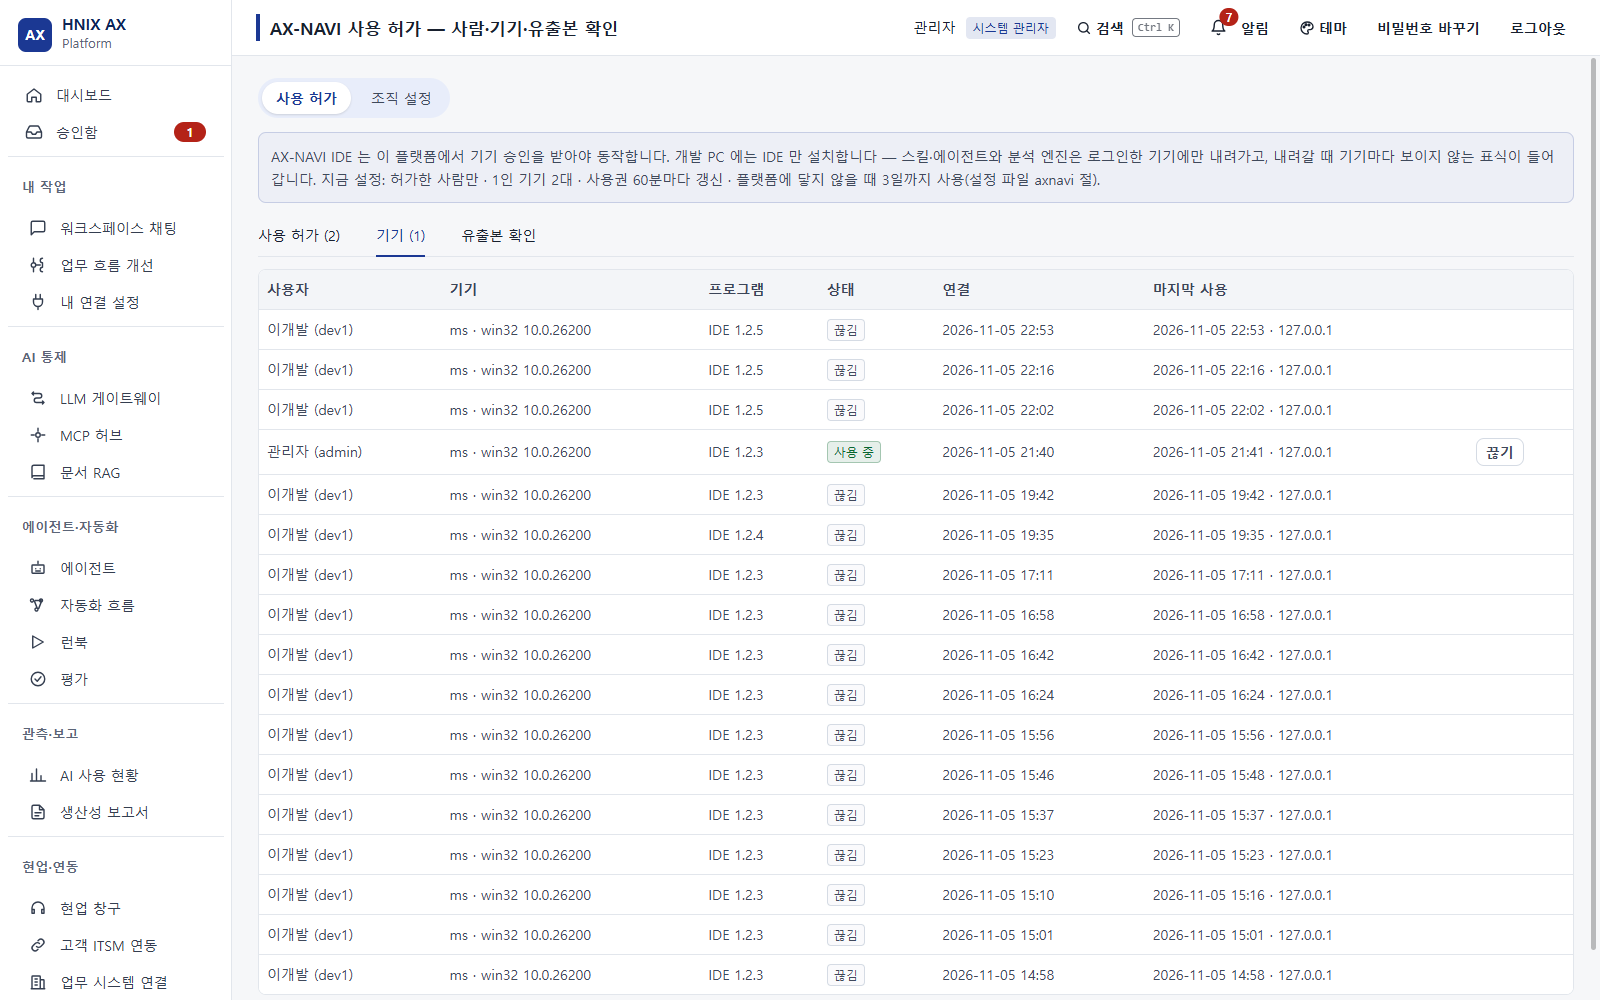 AX
HNIX AX
Platform
대시보드
승인함
1
내 작업
워크스페이스 채팅
업무 흐름 개선
내 연결 설정
AI 통제
LLM 게이트웨이
MCP 허브
문서 RAG
에이전트·자동화
에이전트
자동화 흐름
런북
평가
관측·보고
AI 사용 현황
생산성 보고서
현업·연동
현업 창구
고객 ITSM 연동
업무 시스템 연결
AX-NAVI 사용 허가 — 사람·기기·유출본 확인
관리자 시스템 관리자 검색 Ctrl K 7 알림 테마 비밀번호 바꾸기 로그아웃
사용 허가 조직 설정
AX-NAVI IDE 는 이 플랫폼에서 기기 승인을 받아야 동작합니다. 개발 PC 에는 IDE 만 설치합니다 — 스킬·에이전트와 분석 엔진은 로그인한 기기에만 내려가고, 내려갈 때 기기마다 보이지 않는 표식이 들어
갑니다. 지금 설정: 허가한 사람만 · 1인 기기 2대 · 사용권 60분마다 갱신 · 플랫폼에 닿지 않을 때 3일까지 사용(설정 파일 axnavi 절).
사용 허가 (2) 기기 (1) 유출본 확인
사용자 기기 프로그램 상태 연결 마지막 사용
이개발 (dev1) ms · win32 10.0.26200 IDE 1.2.5 끊김 2026-11-05 22:53 2026-11-05 22:53 · 127.0.0.1
이개발 (dev1) ms · win32 10.0.26200 IDE 1.2.5 끊김 2026-11-05 22:16 2026-11-05 22:16 · 127.0.0.1
이개발 (dev1) ms · win32 10.0.26200 IDE 1.2.5 끊김 2026-11-05 22:02 2026-11-05 22:02 · 127.0.0.1
관리자 (admin) ms · win32 10.0.26200 IDE 1.2.3 사용 중 2026-11-05 21:40 2026-11-05 21:41 · 127.0.0.1 끊기
이개발 (dev1) ms · win32 10.0.26200 IDE 1.2.3 끊김 2026-11-05 19:42 2026-11-05 19:42 · 127.0.0.1
이개발 (dev1) ms · win32 10.0.26200 IDE 1.2.4 끊김 2026-11-05 19:35 2026-11-05 19:35 · 127.0.0.1
이개발 (dev1) ms · win32 10.0.26200 IDE 1.2.3 끊김 2026-11-05 17:11 2026-11-05 17:11 · 127.0.0.1
이개발 (dev1) ms · win32 10.0.26200 IDE 1.2.3 끊김 2026-11-05 16:58 2026-11-05 16:58 · 127.0.0.1
이개발 (dev1) ms · win32 10.0.26200 IDE 1.2.3 끊김 2026-11-05 16:42 2026-11-05 16:42 · 127.0.0.1
이개발 (dev1) ms · win32 10.0.26200 IDE 1.2.3 끊김 2026-11-05 16:24 2026-11-05 16:24 · 127.0.0.1
이개발 (dev1) ms · win32 10.0.26200 IDE 1.2.3 끊김 2026-11-05 15:56 2026-11-05 15:56 · 127.0.0.1
이개발 (dev1) ms · win32 10.0.26200 IDE 1.2.3 끊김 2026-11-05 15:46 2026-11-05 15:48 · 127.0.0.1
이개발 (dev1) ms · win32 10.0.26200 IDE 1.2.3 끊김 2026-11-05 15:37 2026-11-05 15:37 · 127.0.0.1
이개발 (dev1) ms · win32 10.0.26200 IDE 1.2.3 끊김 2026-11-05 15:23 2026-11-05 15:23 · 127.0.0.1
이개발 (dev1) ms · win32 10.0.26200 IDE 1.2.3 끊김 2026-11-05 15:10 2026-11-05 15:16 · 127.0.0.1
이개발 (dev1) ms · win32 10.0.26200 IDE 1.2.3 끊김 2026-11-05 15:01 2026-11-05 15:01 · 127.0.0.1
이개발 (dev1) ms · win32 10.0.26200 IDE 1.2.3 끊김 2026-11-05 14:58 2026-11-05 14:58 · 127.0.0.1